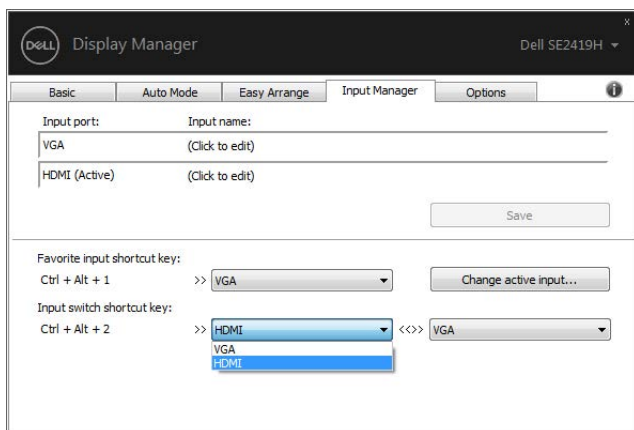 x
DELL Display Manager Dell SE2419H
Basic Auto Mode Easy Arrange Input Manager Options i
Input port: Input name:
VGA (Click to edit)
HDMI (Active) (Click to edit)
Save
Favorite input shortcut key:
Ctrl + Alt + 1 >> VGA Change active input...
Input switch shortcut key:
Ctrl + Alt + 2 >> HDMI <<>> VGA
VGA
HDMI